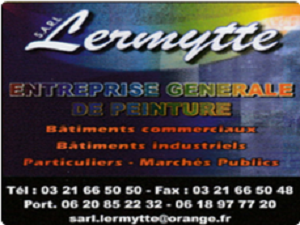 S.A.R.L Lermytte
ENTREPRISE GENERALE
DE PEINTURE
Bâtiments commerciaux
Bâtiments industriels
Particuliers - Marchés Publics
Tél : 03 21 66 50 50 - Fax : 03 21 66 50 48
Port. 06 20 85 22 32 - 06 18 97 77 20
sarl.lermytte@orange.fr